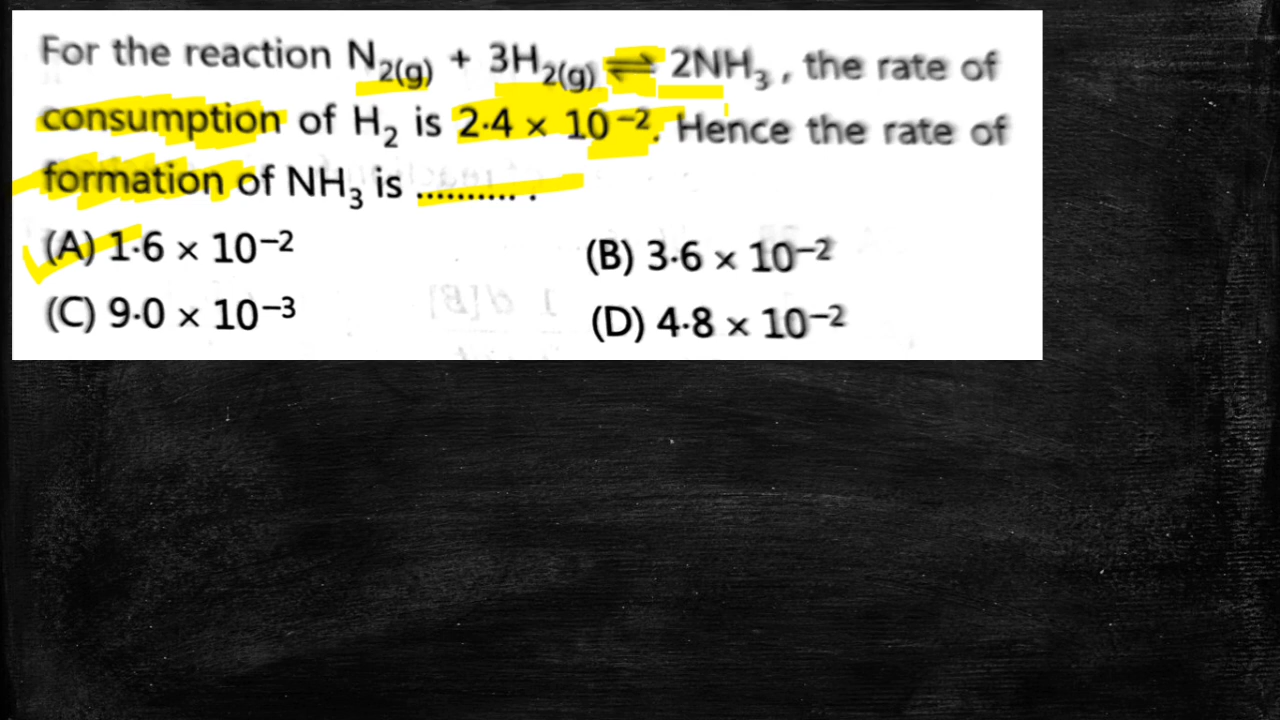 For the reaction N₂(g) + 3H₂(g) ⇌ 2NH₃, the rate of
consumption of H₂ is 2·4 × 10⁻². Hence the rate of
formation of NH₃ is .......... .
(A) 1·6 × 10⁻² (B) 3·6 × 10⁻²
(C) 9·0 × 10⁻³ (D) 4·8 × 10⁻²